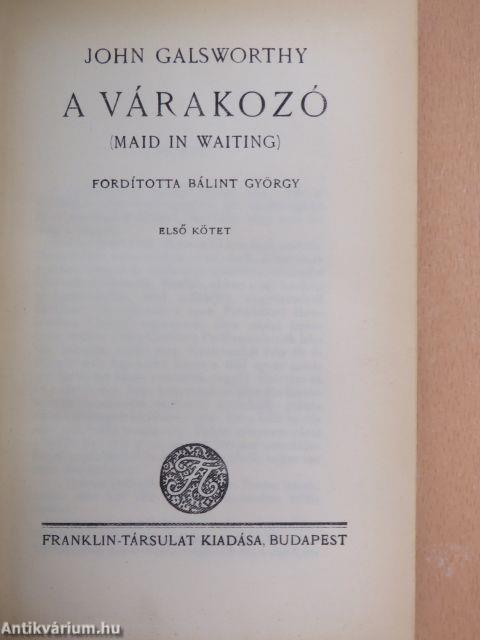 JOHN GALSWORTHY
A VÁRAKOZÓ
(MAID IN WAITING)
FORDÍTOTTA BÁLINT GYÖRGY
ELSŐ KÖTET
FT
FRANKLIN-TÁRSULAT KIADÁSA, BUDAPEST
Antikvárium.hu